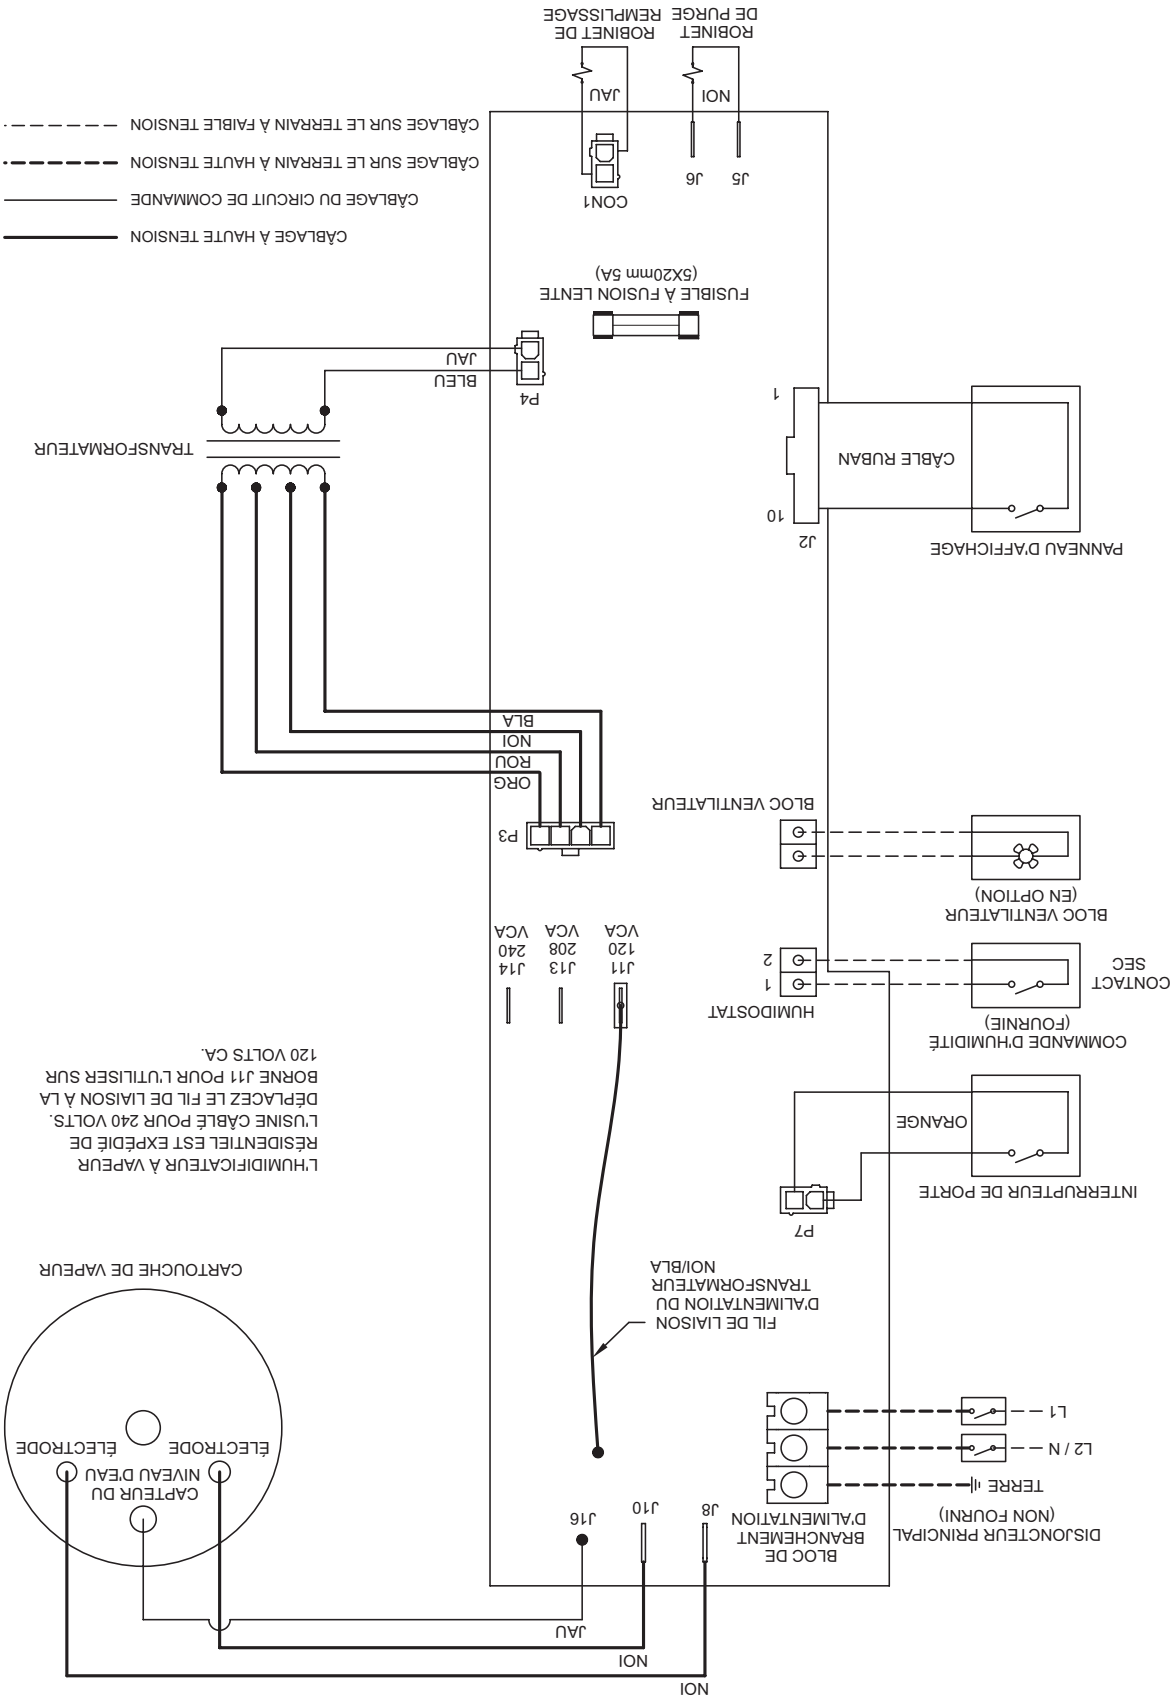 NOI
NOI
JAU
DISJONCTEUR PRINCIPAL
(NON FOURNI)
TERRE
L2 / N
L1
BLOC DE
BRANCHEMENT
D'ALIMENTATION
J8
J10
J16
CAPTEUR DU
NIVEAU D'EAU
ÉLECTRODE
ÉLECTRODE
CARTOUCHE DE VAPEUR
FIL DE LIAISON
D'ALIMENTATION DU
TRANSFORMATEUR
NOI/BLA
P7
INTERRUPTEUR DE PORTE
ORANGE
L'HUMIDIFICATEUR À VAPEUR
RÉSIDENTIEL EST EXPÉDIÉ DE
L'USINE CÂBLÉ POUR 240 VOLTS.
DÉPLACEZ LE FIL DE LIAISON À LA
BORNE J11 POUR L'UTILISER SUR
120 VOLTS CA.
COMMANDE D'HUMIDITÉ
(FOURNIE)
CONTACT
SEC
HUMIDOSTAT
1
2
J11
120
VCA
J13
208
VCA
J14
240
VCA
BLOC VENTILATEUR
(EN OPTION)
BLOC VENTILATEUR
P3
ORG
ROU
NOI
BLA
PANNEAU D'AFFICHAGE
J2
10
CÂBLE RUBAN
1
TRANSFORMATEUR
P4
BLEU
JAU
FUSIBLE À FUSION LENTE
(5X20mm 5A)
CÂBLAGE À HAUTE TENSION
CÂBLAGE DU CIRCUIT DE COMMANDE
CÂBLAGE SUR LE TERRAIN À HAUTE TENSION
CÂBLAGE SUR LE TERRAIN À FAIBLE TENSION
CON1
J5
J6
NOI
JAU
ROBINET
DE PURGE
ROBINET DE
REMPLISSAGE